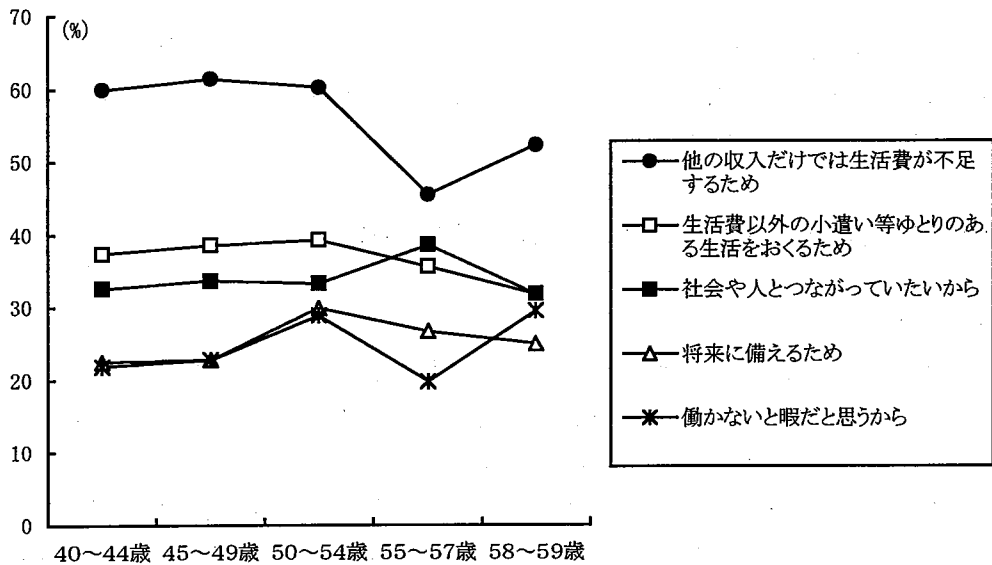 70
(%)
60
50
40
30
20
10
0
40～44歳 45～49歳 50～54歳 55～57歳 58～59歳
他の収入だけでは生活費が不足
するため
生活費以外の小遣い等ゆとりのあ
る生活をおくるため
社会や人とつながっていたいから
将来に備えるため
働かないと暇だと思うから